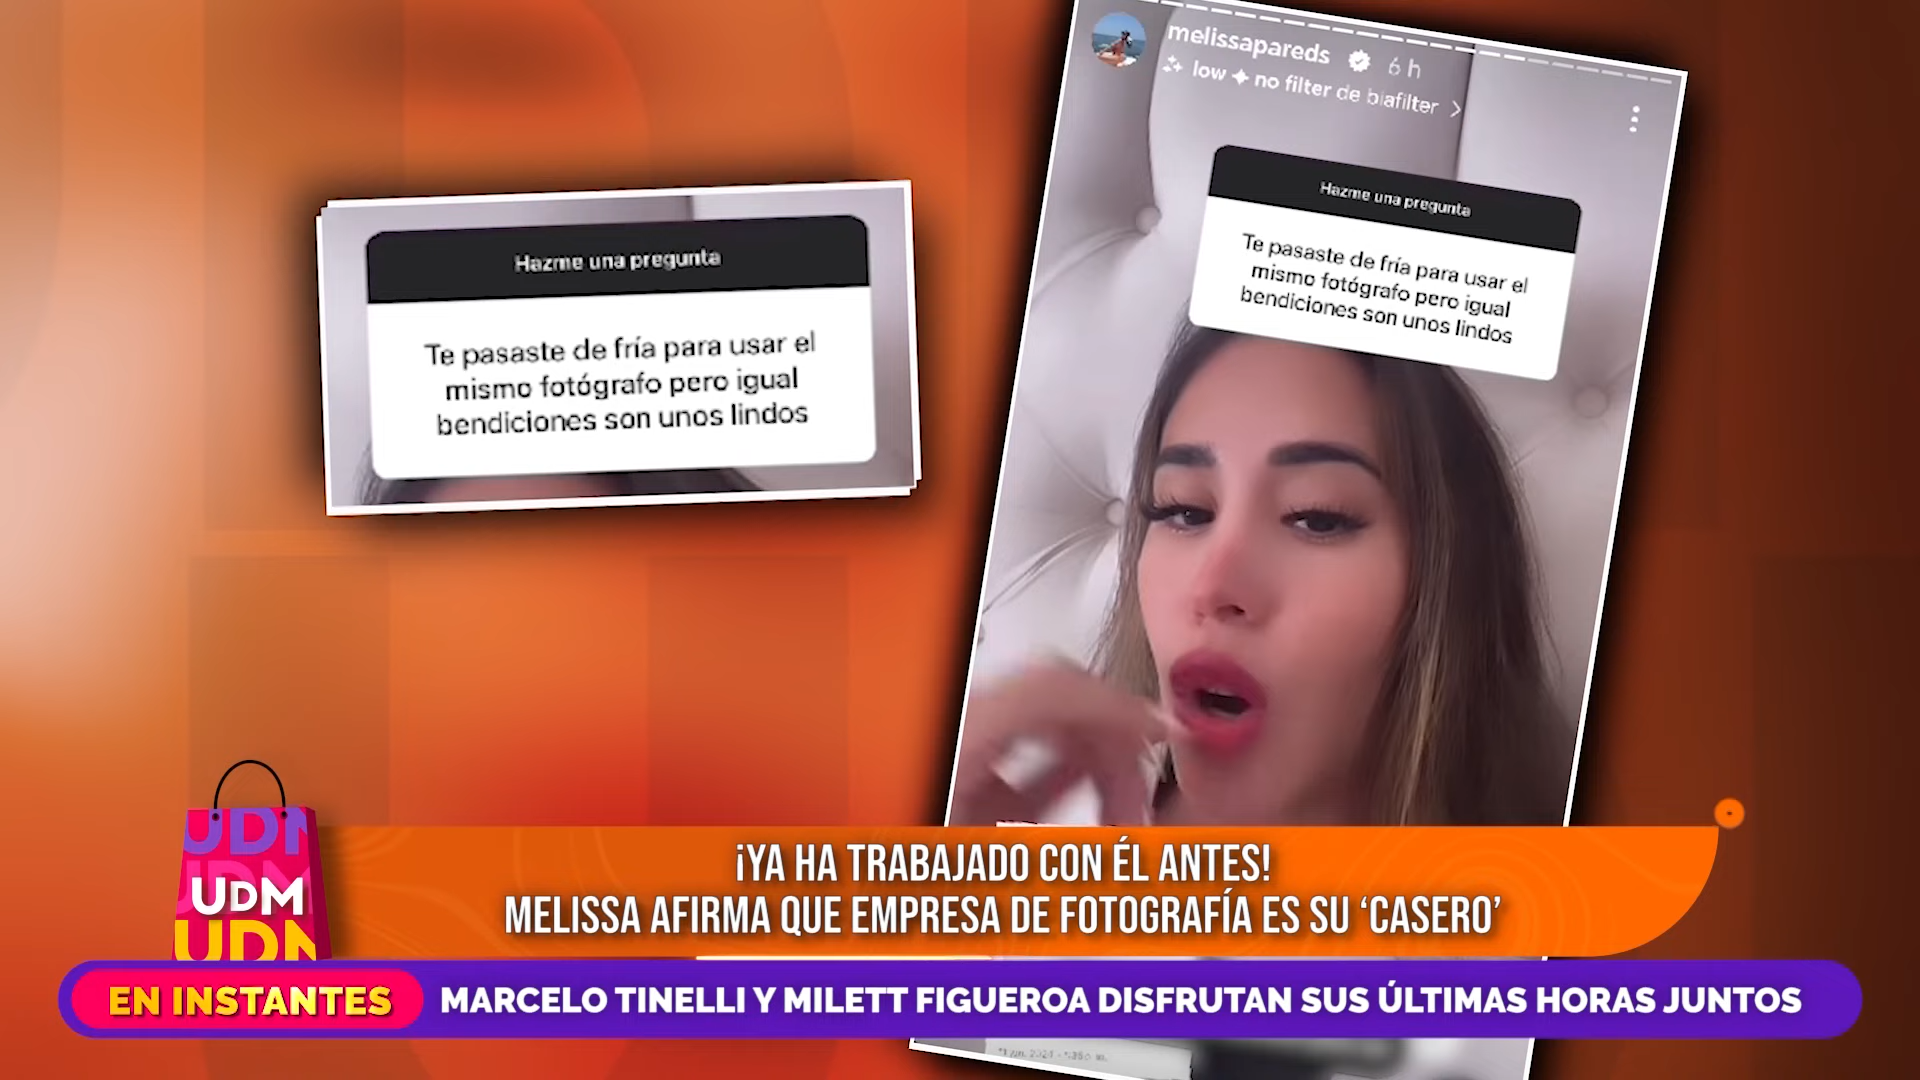 Hazme una pregunta
Te pasaste de fría para usar el
mismo fotógrafo pero igual
bendiciones son unos lindos
melissapareds 6 h
low no filter de biafilter
Hazme una pregunta
Te pasaste de fría para usar el
mismo fotógrafo pero igual
bendiciones son unos lindos
UDM
UDM
UDM
¡YA HA TRABAJADO CON ÉL ANTES!
MELISSA AFIRMA QUE EMPRESA DE FOTOGRAFÍA ES SU ‘CASERO’
EN INSTANTES
MARCELO TINELLI Y MILETT FIGUEROA DISFRUTAN SUS ÚLTIMAS HORAS JUNTOS